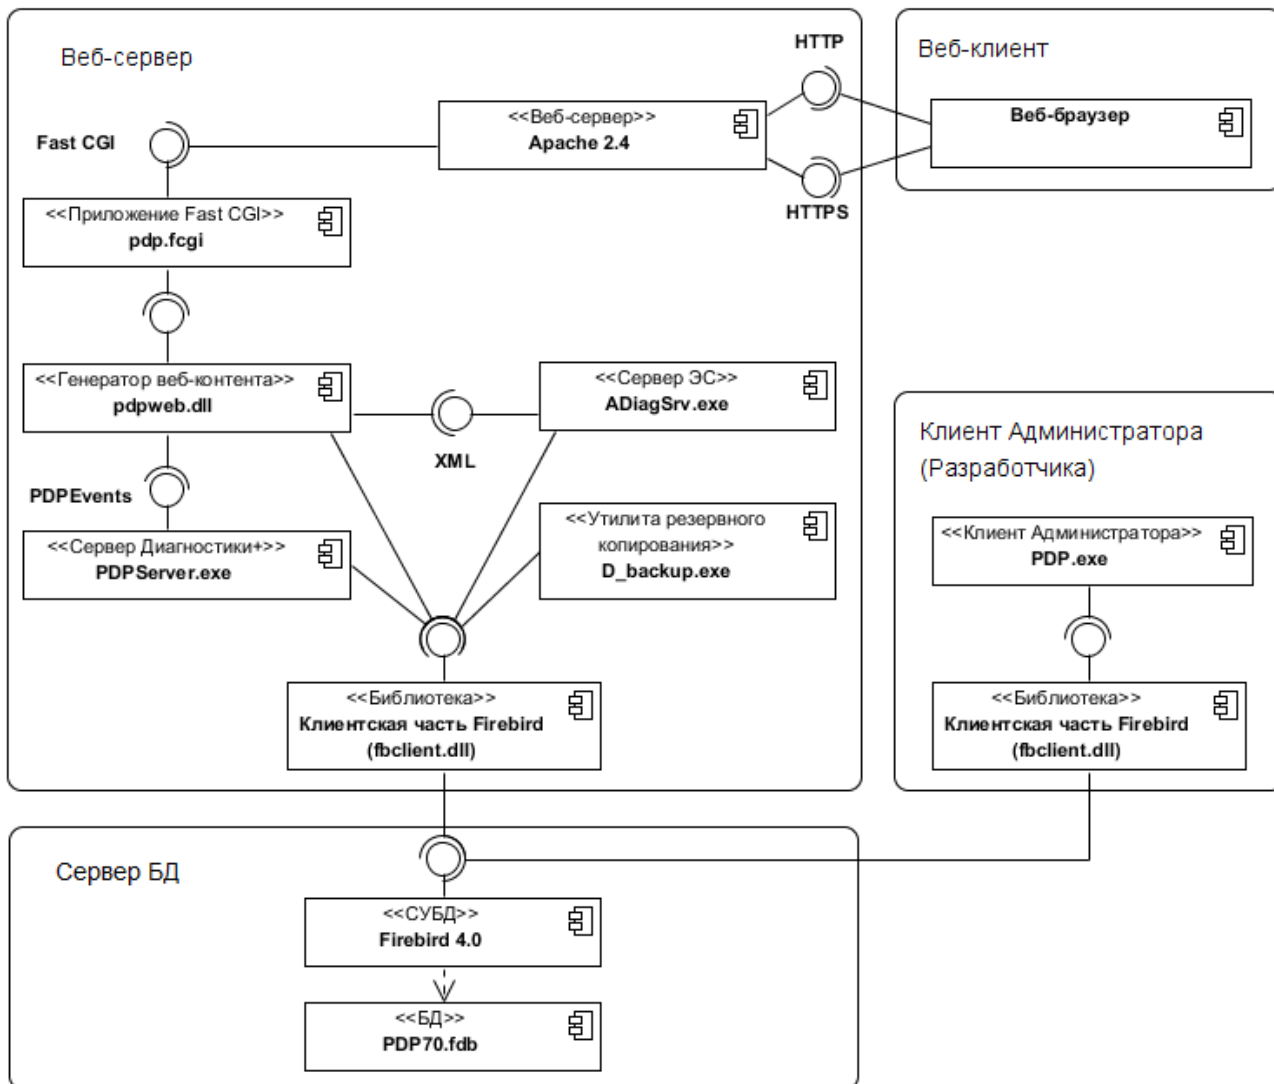 Веб-сервер
HTTP
Веб-клиент
<<Веб-сервер>>
Apache 2.4
Веб-браузер
Fast CGI
HTTPS
<<Приложение Fast CGI>>
pdp.fcgi
<<Генератор веб-контента>>
pdpweb.dll
<<Сервер ЭС>>
ADiagSrv.exe
XML
Клиент Администратора
(Разработчика)
PDPEvents
<<Сервер Диагностики+>>
PDPServer.exe
<<Утилита резервного
копирования>>
D_backup.exe
<<Клиент Администратора>>
PDP.exe
<<Библиотека>>
Клиентская часть Firebird
(fbclient.dll)
<<Библиотека>>
Клиентская часть Firebird
(fbclient.dll)
Сервер БД
<<СУБД>>
Firebird 4.0
<<БД>>
PDP70.fdb